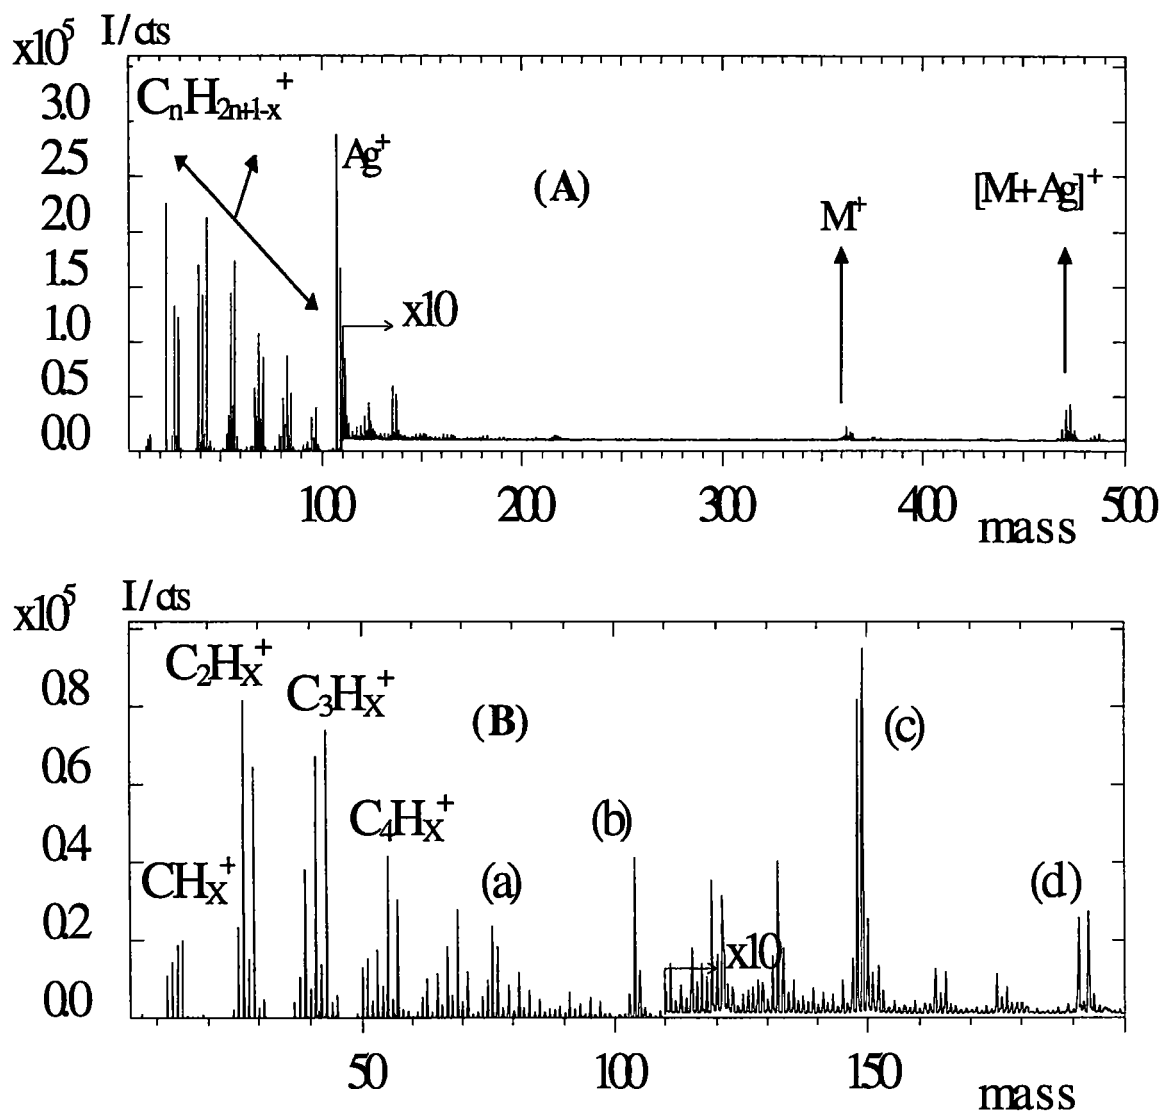 x10⁵ I/cts
3.0
CₙH₂ₙ₊₁₋ₓ⁺
2.5
Ag⁺
(A)
[M+Ag]⁺
2.0
M⁺
1.5
x10
1.0
0.5
0.0
100 200 300 400 500
mass
x10⁵ I/cts
C₂Hₓ⁺
C₃Hₓ⁺
0.8
(B)
(c)
0.6
C₄Hₓ⁺
(b)
0.4
CHₓ⁺
(a)
(d)
0.2
x10
0.0
50 100 150
mass